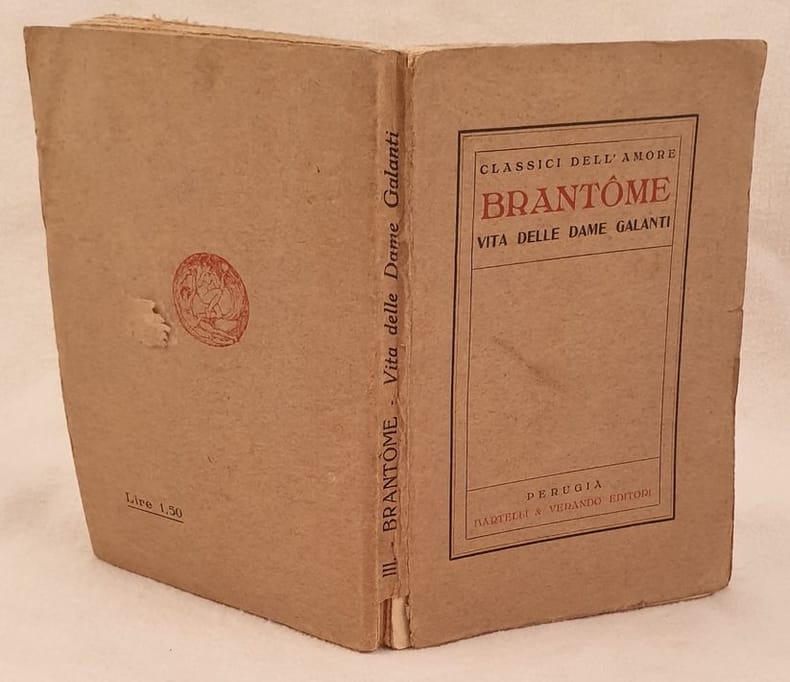 CLASSICI DELL'AMORE
BRANTÔME
VITA DELLE DAME GALANTI
PERUGIA
BARTELLI & VERANDO EDITORI
III. - BRANTÔME - Vita delle Dame Galanti
Lire 1,50